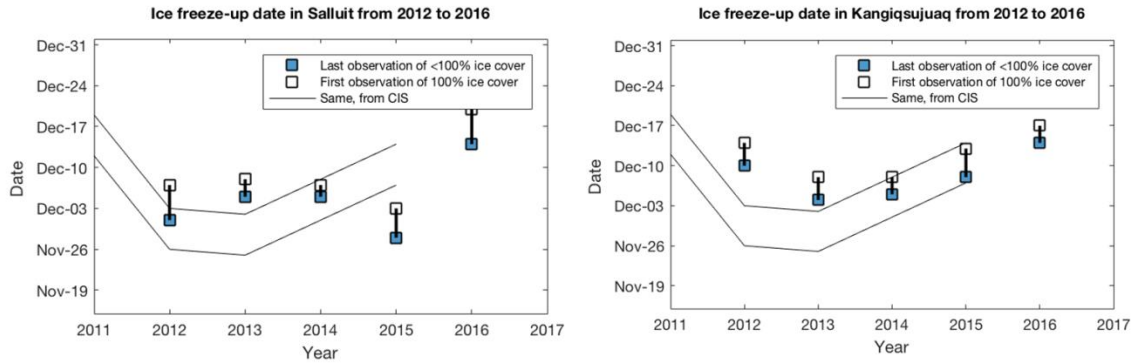 Ice freeze-up date in Salluit from 2012 to 2016
Dec-31
Dec-24
Dec-17
Dec-10
Dec-03
Nov-26
Nov-19
Date
Last observation of <100% ice cover
First observation of 100% ice cover
Same, from CIS
2011 2012 2013 2014 2015 2016 2017
Year
Ice freeze-up date in Kangiqsujuaq from 2012 to 2016
Dec-31
Dec-24
Dec-17
Dec-10
Dec-03
Nov-26
Nov-19
Date
Last observation of <100% ice cover
First observation of 100% ice cover
Same, from CIS
2011 2012 2013 2014 2015 2016 2017
Year